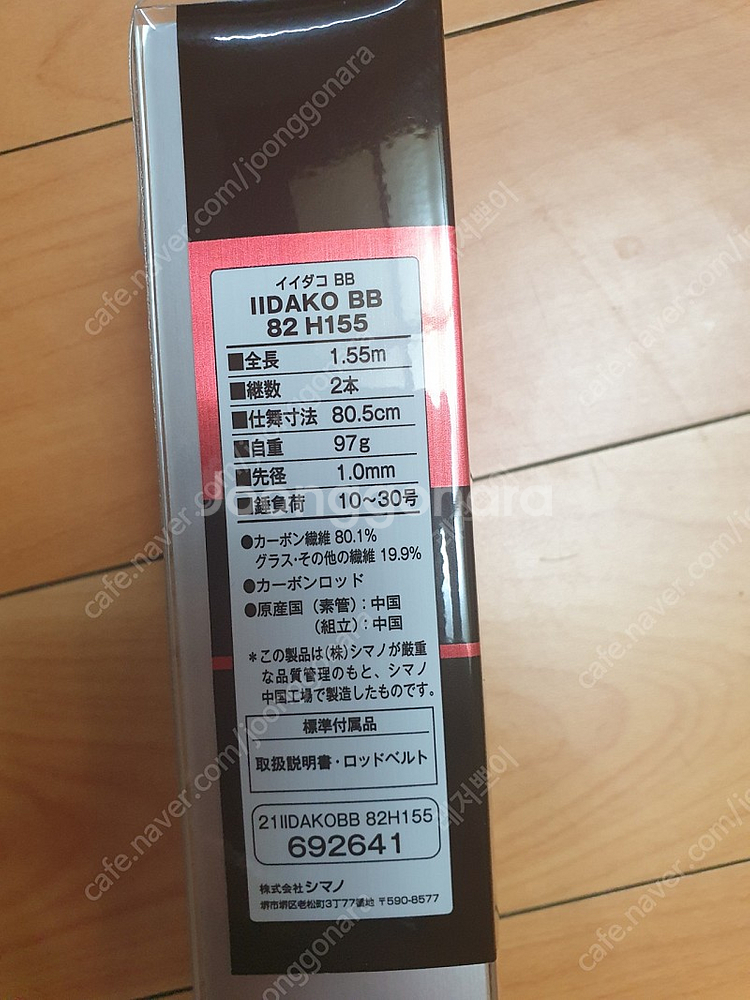 イイダコ BB
IIDAKO BB
82 H155
■全長 1.55m
■継数 2本
■仕舞寸法 80.5cm
■自重 97g
■先径 1.0mm
■錘負荷 10〜30号
●カーボン繊維 80.1%
グラス・その他の繊維 19.9%
●カーボンロッド
●原産国（素管）：中国
（組立）：中国
＊この製品は(株)シマノが厳重
な品質管理のもと、シマノ
中国工場で製造したものです。
標準付属品
取扱説明書・ロッドベルト
21IIDAKOBB 82H155
692641
株式会社シマノ
堺市堺区老松町3丁77番地 〒590-8577
joonggonara
cafe.naver.com/joonggonara